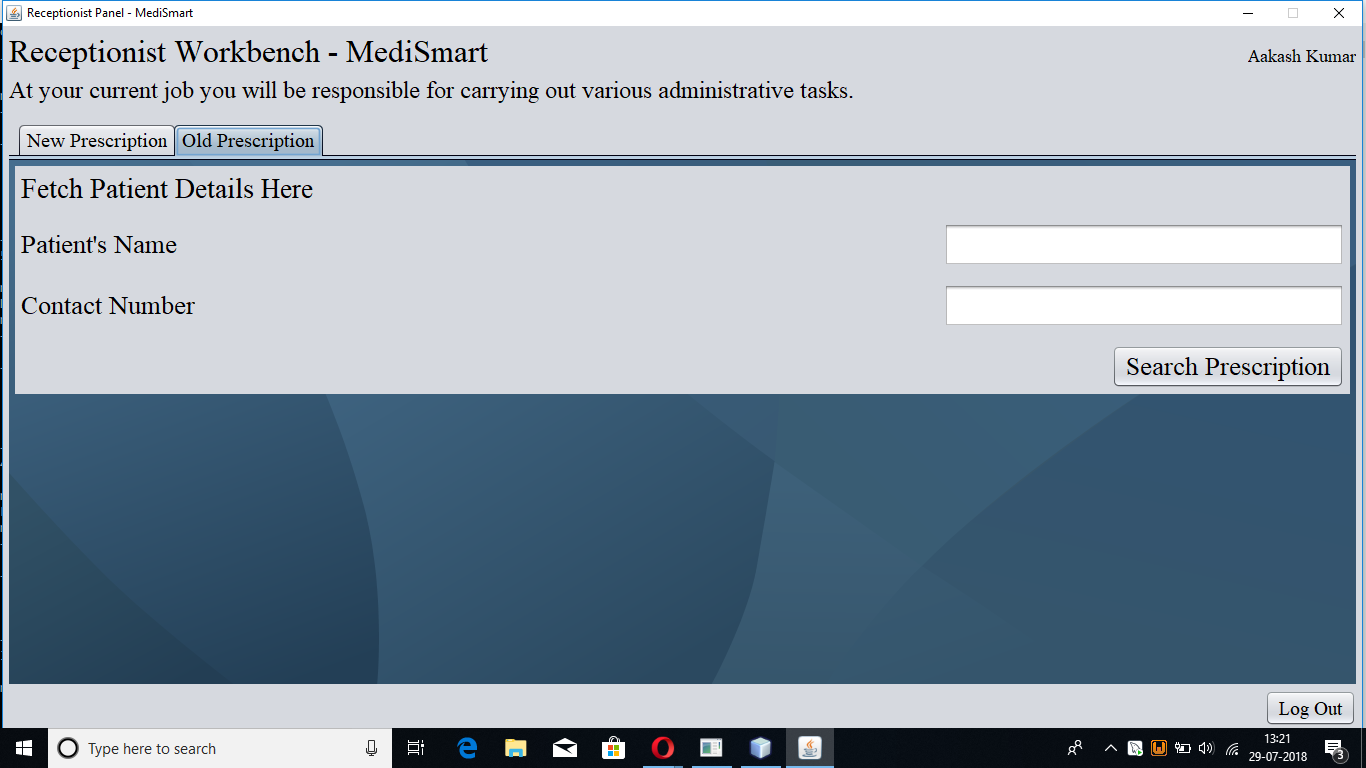 Receptionist Panel - MediSmart
Receptionist Workbench - MediSmart
Aakash Kumar
At your current job you will be responsible for carrying out various administrative tasks.
New Prescription Old Prescription
Fetch Patient Details Here
Patient's Name
Contact Number
Search Prescription
Log Out
Type here to search
13:21
29-07-2018
3